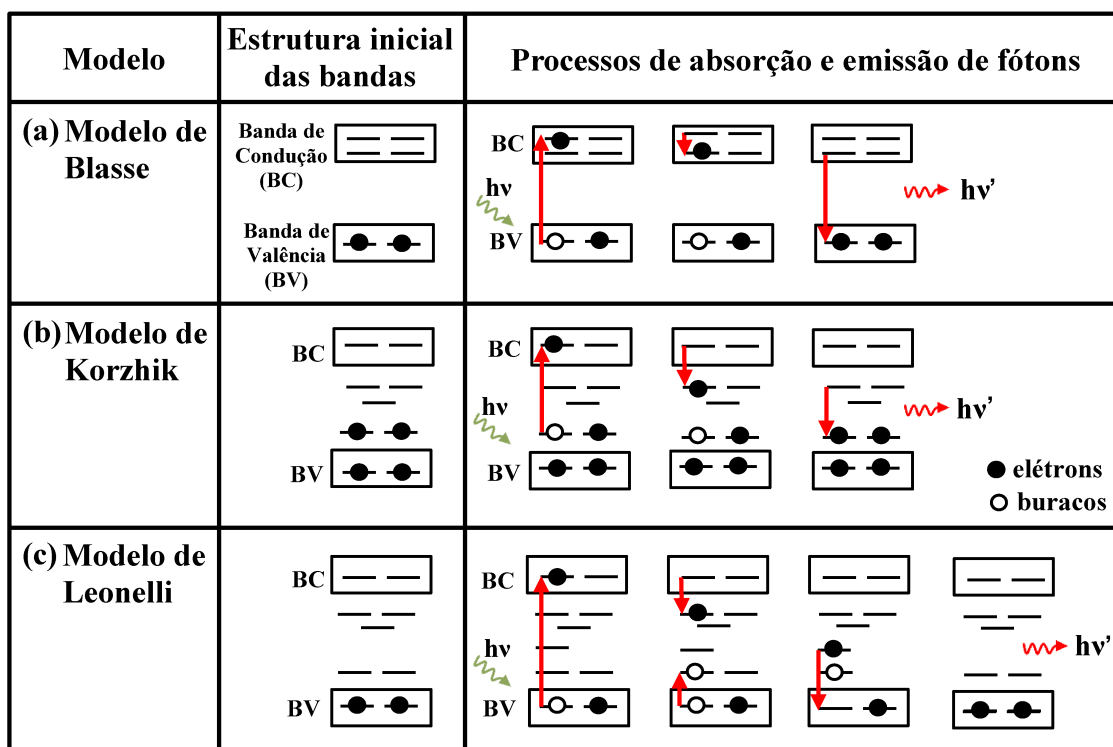 Modelo
Estrutura inicial
das bandas
Processos de absorção e emissão de fótons
(a) Modelo de
Blasse
Banda de
Condução
(BC)
Banda de
Valência
(BV)
BC
hν
BV
hν’
(b) Modelo de
Korzhik
BC
BV
BC
hν
BV
hν’
elétrons
buracos
(c) Modelo de
Leonelli
BC
BV
BC
hν
BV
hν’